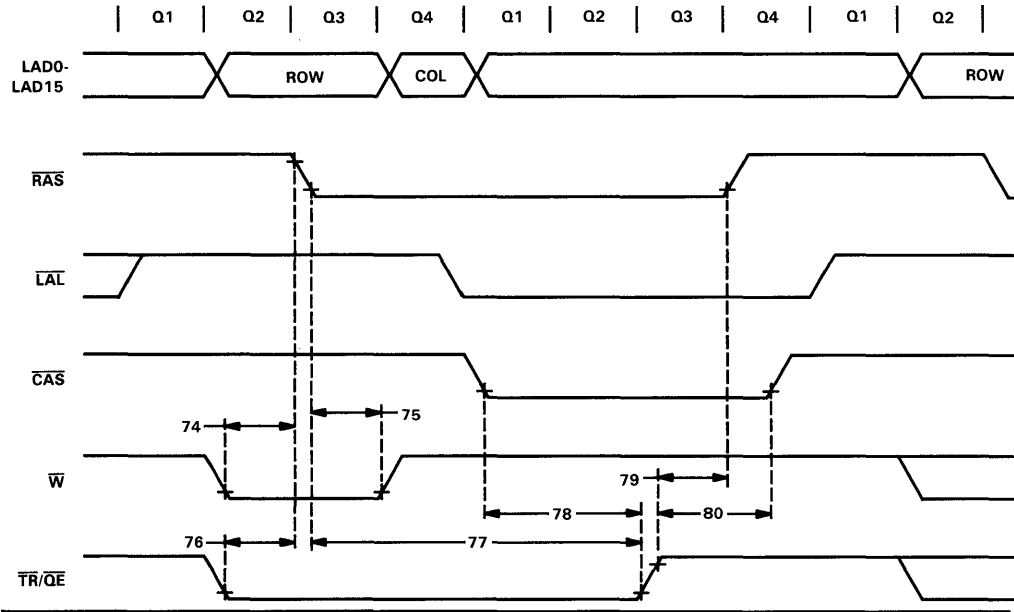 Q1 Q2 Q3 Q4 Q1 Q2 Q3 Q4 Q1 Q2
LAD0-
LAD15
ROW COL ROW
RAS
LAL
CAS
74 75
W
79
78 80
76 77
TR/QE